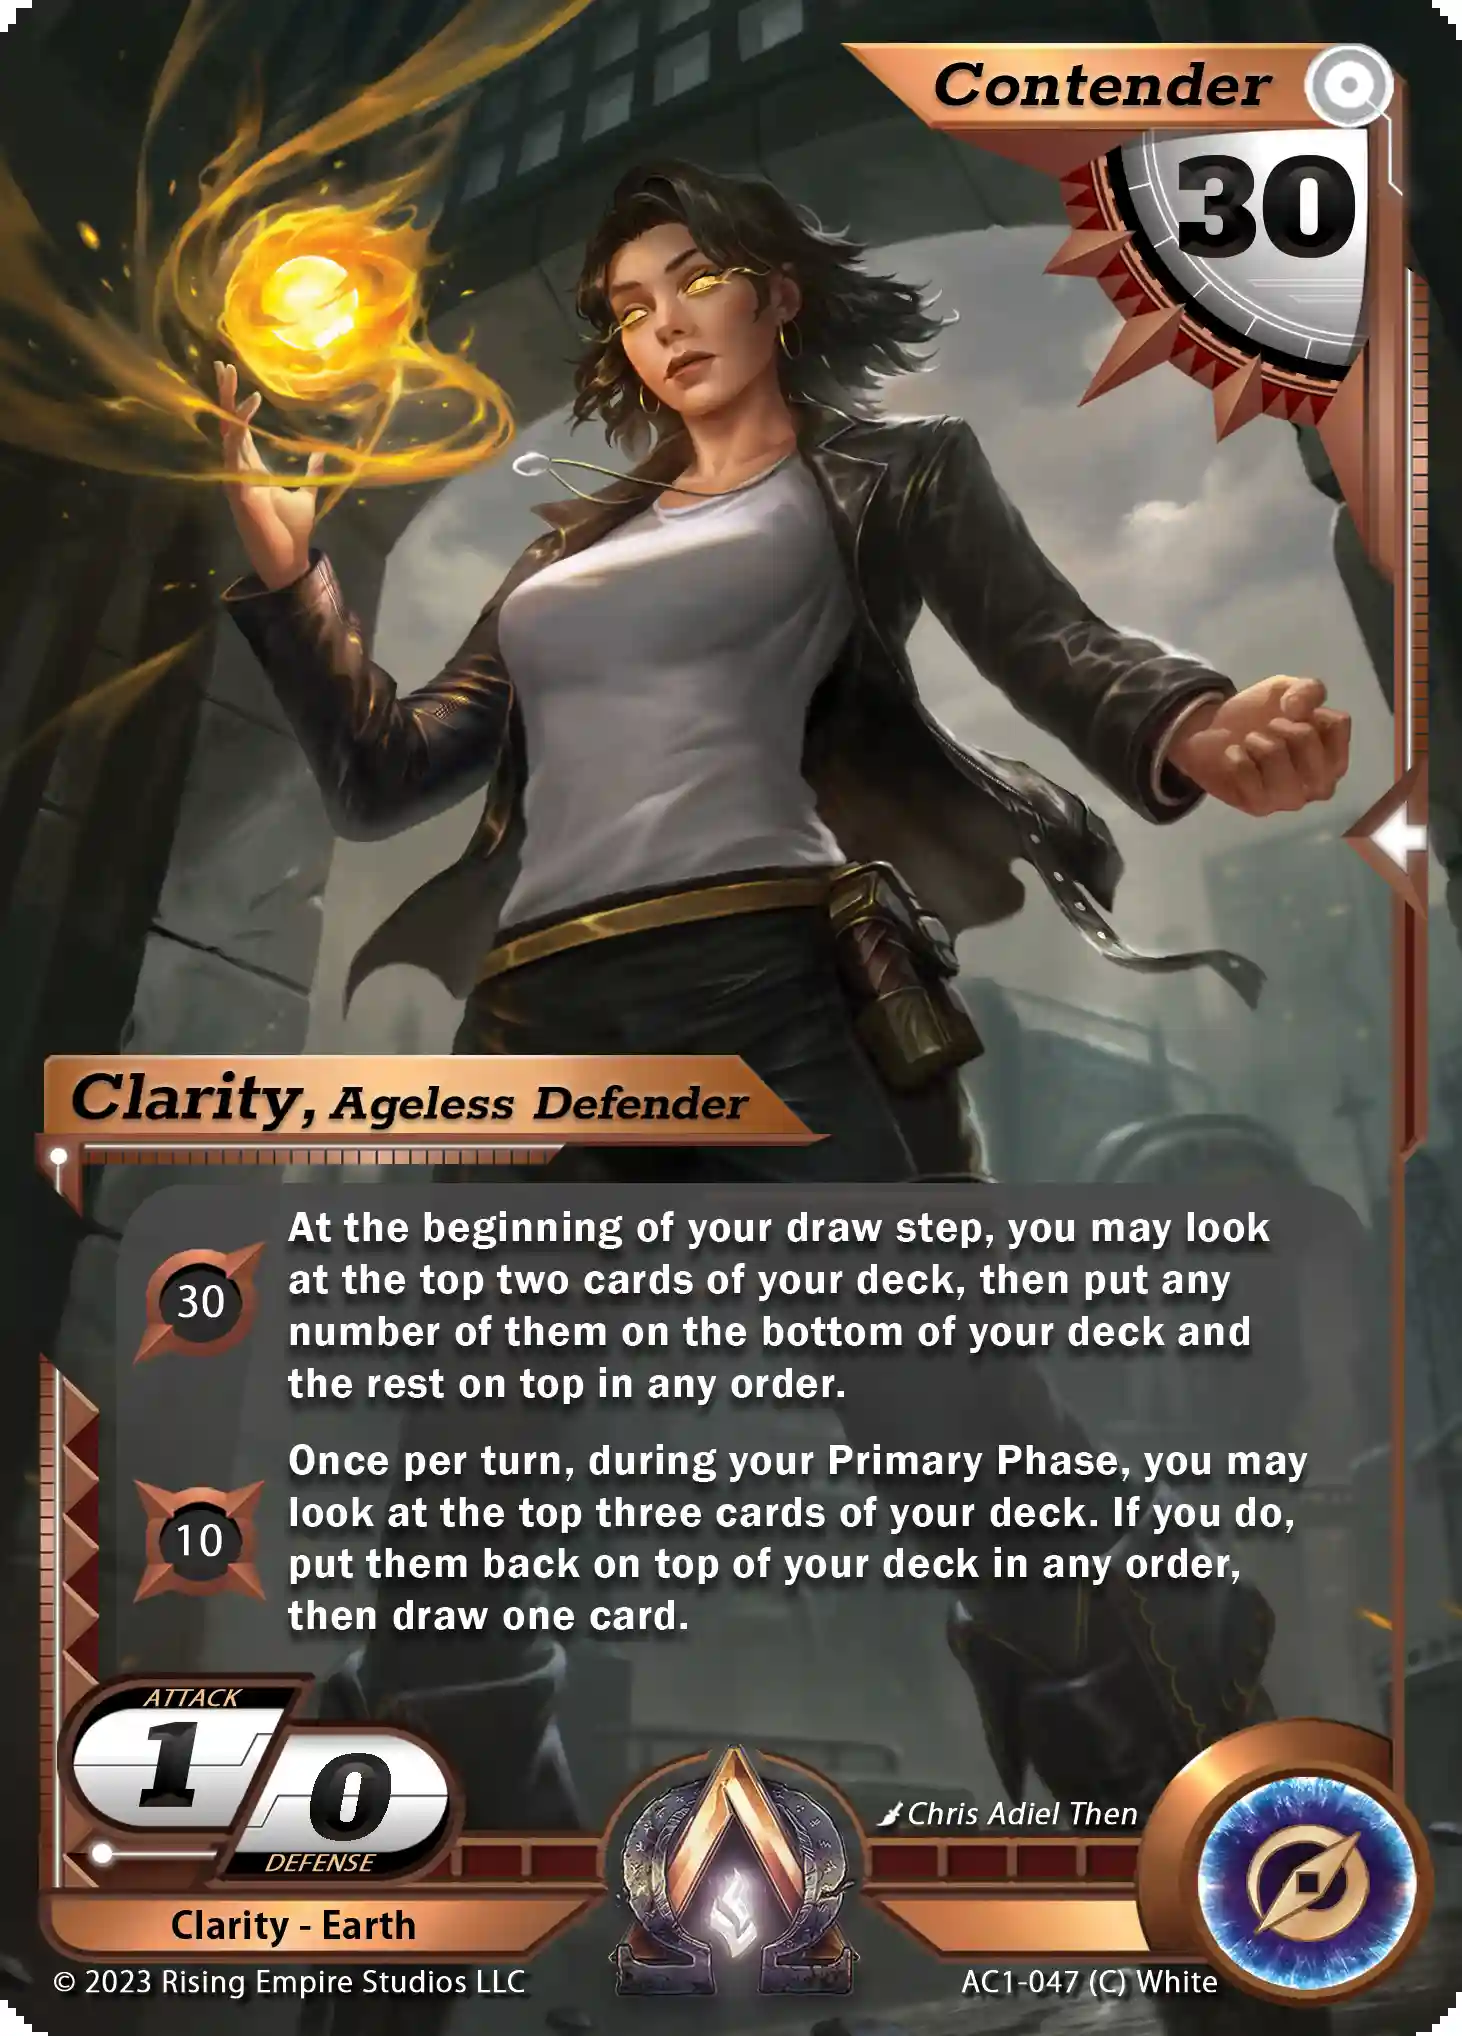 Contender
30
Clarity, Ageless Defender
30
At the beginning of your draw step, you may look
at the top two cards of your deck, then put any
number of them on the bottom of your deck and
the rest on top in any order.
10
Once per turn, during your Primary Phase, you may
look at the top three cards of your deck. If you do,
put them back on top of your deck in any order,
then draw one card.
ATTACK
1
0
DEFENSE
Chris Adiel Then
Clarity - Earth
© 2023 Rising Empire Studios LLC
AC1-047 (C) White